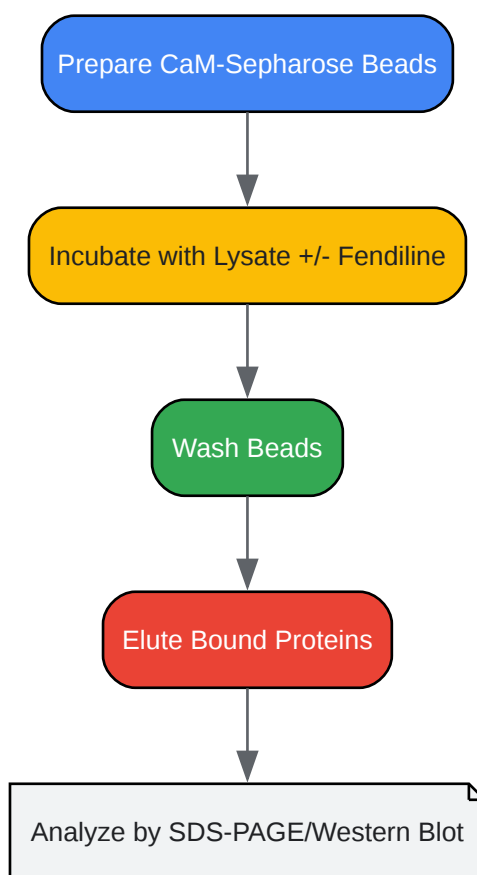 Prepare CaM-Sepharose Beads
Incubate with Lysate +/- Fendiline
Wash Beads
Elute Bound Proteins
Analyze by SDS-PAGE/Western Blot